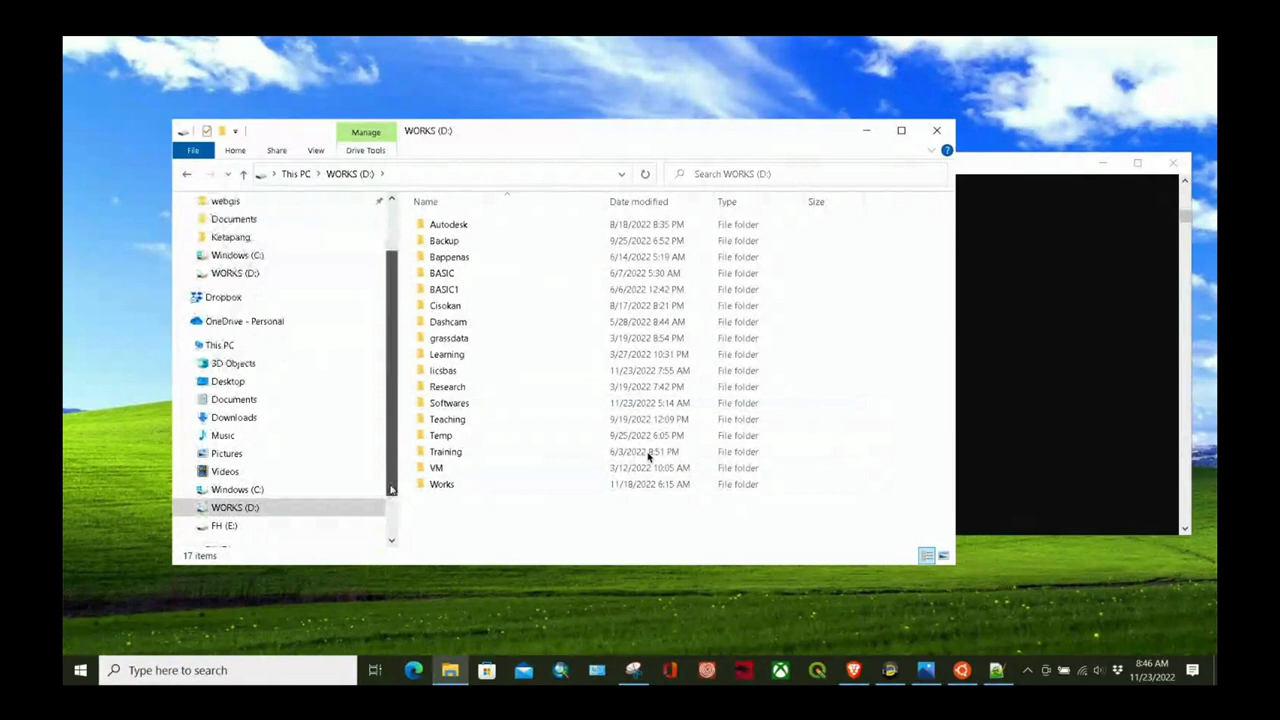 Manage
WORKS (D:)
File
Home
Share
View
Drive Tools
This PC
WORKS (D:)
Search WORKS (D:)
webgis
Documents
Ketapang
Windows (C:)
WORKS (D:)
Dropbox
OneDrive - Personal
This PC
3D Objects
Desktop
Documents
Downloads
Music
Pictures
Videos
Windows (C:)
WORKS (D:)
FH (E:)
Name Date modified Type Size
Autodesk 8/18/2022 8:35 PM File folder
Backup 9/25/2022 6:52 PM File folder
Bappenas 6/14/2022 5:19 AM File folder
BASIC 6/7/2022 5:30 AM File folder
BASIC1 6/6/2022 12:42 PM File folder
Cisokan 8/17/2022 8:21 PM File folder
Dashcam 5/28/2022 8:44 AM File folder
grassdata 3/19/2022 8:54 PM File folder
Learning 3/27/2022 10:31 PM File folder
licsbas 11/23/2022 7:55 AM File folder
Research 3/19/2022 7:42 PM File folder
Softwares 11/23/2022 5:14 AM File folder
Teaching 9/19/2022 12:09 PM File folder
Temp 9/25/2022 6:05 PM File folder
Training 6/3/2022 8:51 PM File folder
VM 3/12/2022 10:05 AM File folder
Works 11/18/2022 6:15 AM File folder
17 items
Type here to search
8:46 AM
11/23/2022